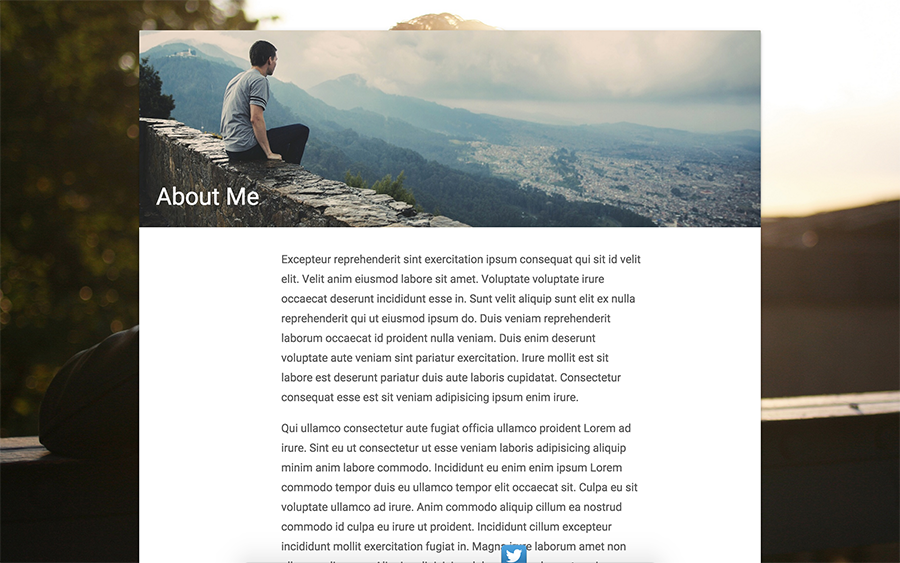 About Me
Excepteur reprehenderit sint exercitation ipsum consequat qui sit id velit
elit. Velit anim eiusmod labore sit amet. Voluptate voluptate irure
occaecat deserunt incididunt esse in. Sunt velit aliquip sunt elit ex nulla
reprehenderit qui ut eiusmod ipsum do. Duis veniam reprehenderit
laborum occaecat id proident nulla veniam. Duis enim deserunt
voluptate aute veniam sint pariatur exercitation. Irure mollit est sit
labore est deserunt pariatur duis aute laboris cupidatat. Consectetur
consequat esse est sit veniam adipisicing ipsum enim irure.
Qui ullamco consectetur aute fugiat officia ullamco proident Lorem ad
irure. Sint eu ut consectetur ut esse veniam laboris adipisicing aliquip
minim anim labore commodo. Incididunt eu enim enim ipsum Lorem
commodo tempor duis eu ullamco tempor elit occaecat sit. Culpa eu sit
voluptate ullamco ad irure. Anim commodo aliquip cillum ea nostrud
commodo id culpa eu irure ut proident. Incididunt cillum excepteur
incididunt mollit exercitation fugiat in. Magna irure laborum amet non